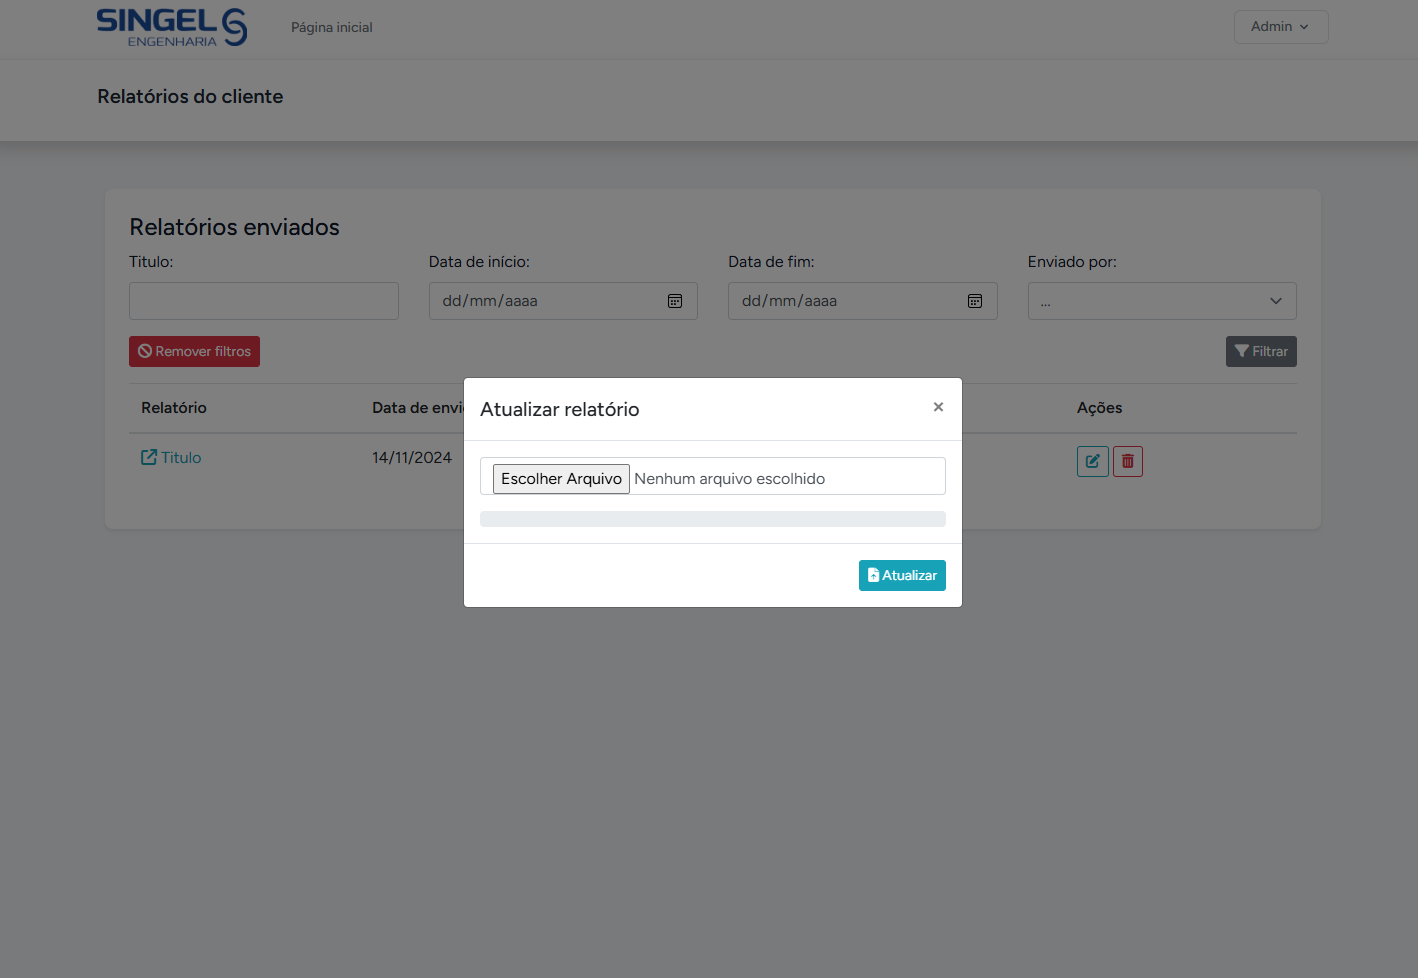 SINGEL
ENGENHARIA
Página inicial
Admin
Relatórios do cliente
Relatórios enviados
Titulo:
Data de início:
Data de fim:
Enviado por:
dd/mm/aaaa
dd/mm/aaaa
...
Remover filtros
Filtrar
Relatório
Data de envi
Ações
Titulo
14/11/2024
Atualizar relatório
×
Escolher Arquivo Nenhum arquivo escolhido
Atualizar